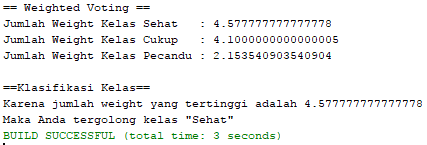 == Weighted Voting ==
Jumlah Weight Kelas Sehat   : 4.577777777777778
Jumlah Weight Kelas Cukup   : 4.1000000000000005
Jumlah Weight Kelas Pecandu : 2.153540903540904
==Klasifikasi Kelas==
Karena jumlah weight yang tertinggi adalah 4.577777777777778
Maka Anda tergolong kelas "Sehat"
BUILD SUCCESSFUL (total time: 3 seconds)